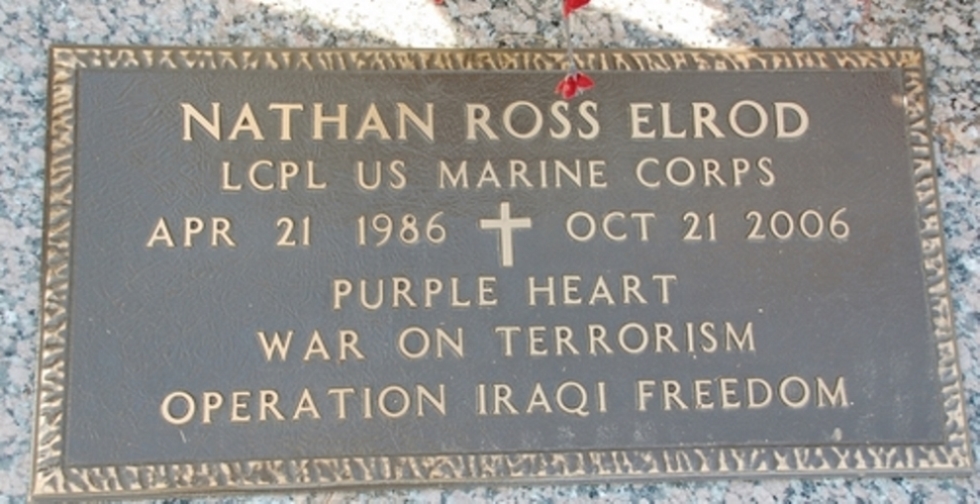 NATHAN ROSS ELROD
LCPL US MARINE CORPS
APR 21 1986 ✝ OCT 21 2006
PURPLE HEART
WAR ON TERRORISM
OPERATION IRAQI FREEDOM